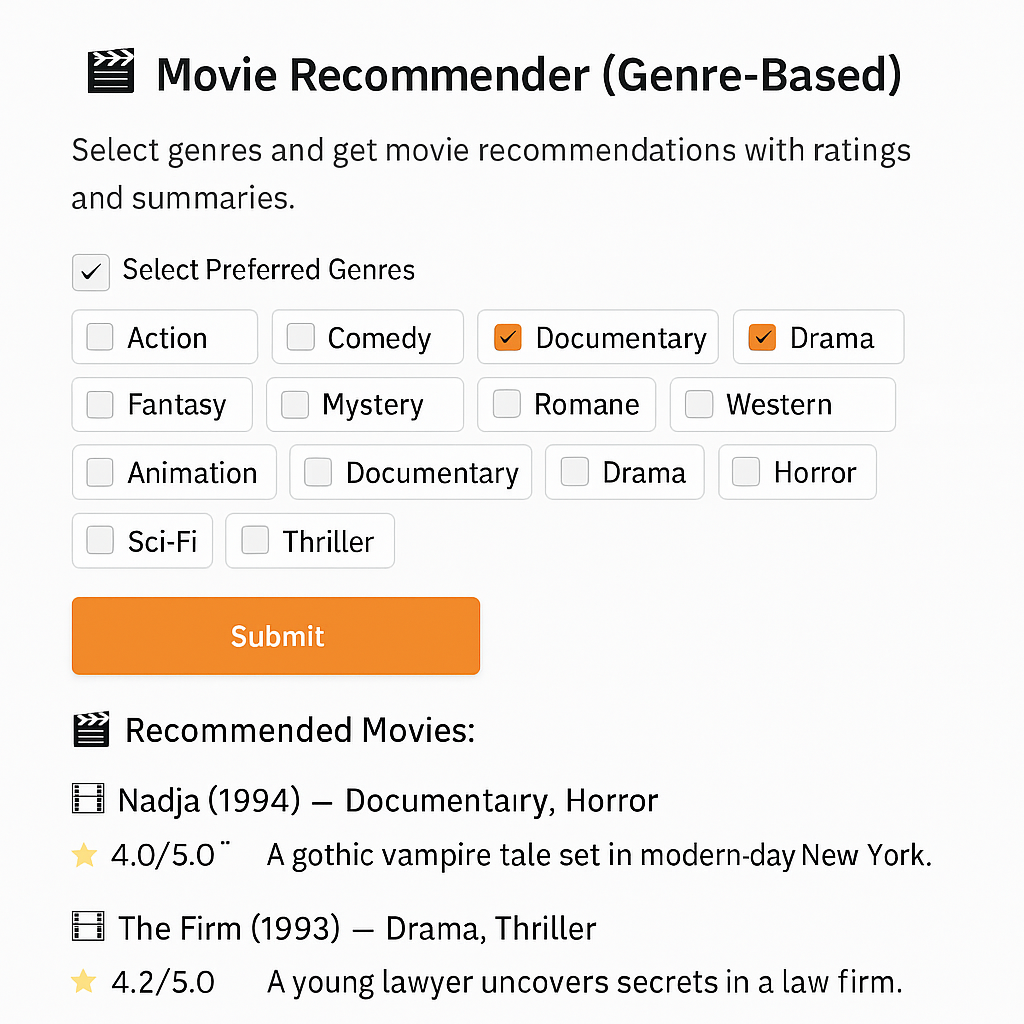 Movie Recommender (Genre-Based)
Select genres and get movie recommendations with ratings
and summaries.
Select Preferred Genres
Action Comedy Documentary Drama
Fantasy Mystery Romane Western
Animation Documentary Drama Horror
Sci-Fi Thriller
Submit
Recommended Movies:
Nadja (1994) — Documentaıry, Horror
4.0/5.0¨ A gothic vampire tale set in modern-day New York.
The Firm (1993) — Drama, Thriller
4.2/5.0 A young lawyer uncovers secrets in a law firm.